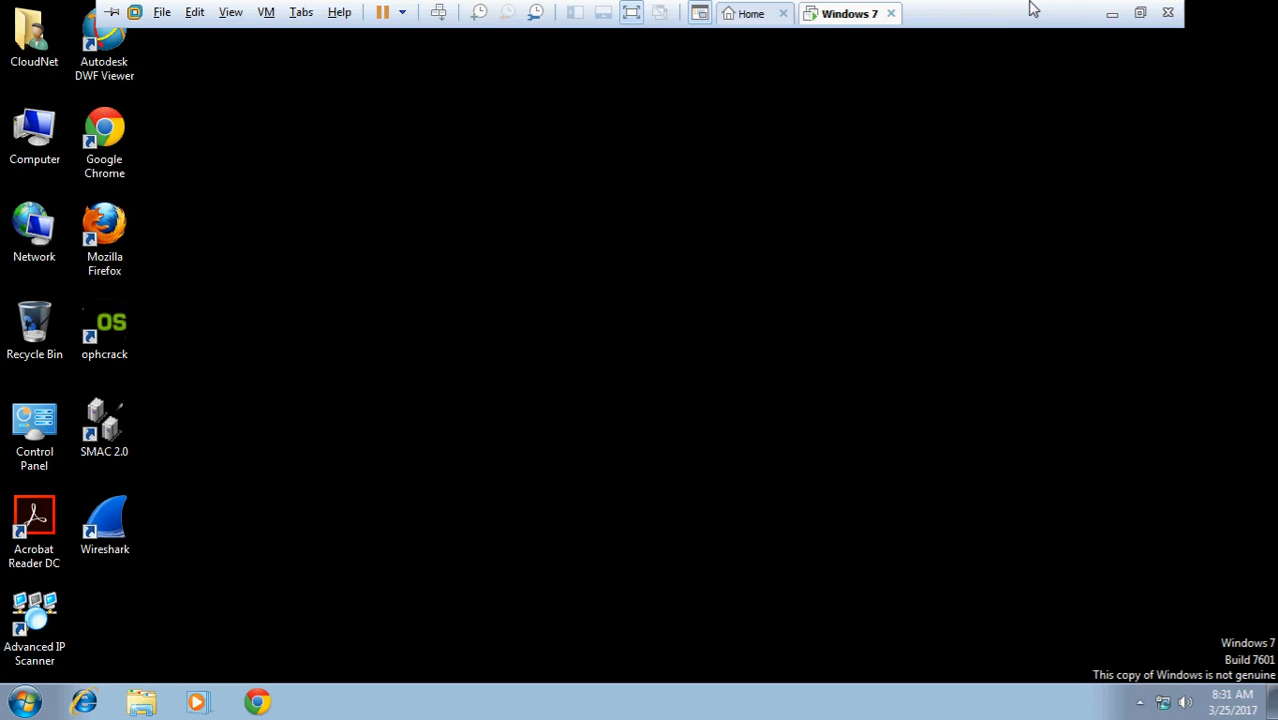 File Edit View VM Tabs Help Home Windows 7
CloudNet
Autodesk
DWF Viewer
Computer
Google
Chrome
Network
Mozilla
Firefox
Recycle Bin
OS
ophcrack
Control
Panel
SMAC 2.0
Acrobat
Reader DC
Wireshark
Advanced IP
Scanner
Windows 7
Build 7601
This copy of Windows is not genuine
8:31 AM
3/25/2017